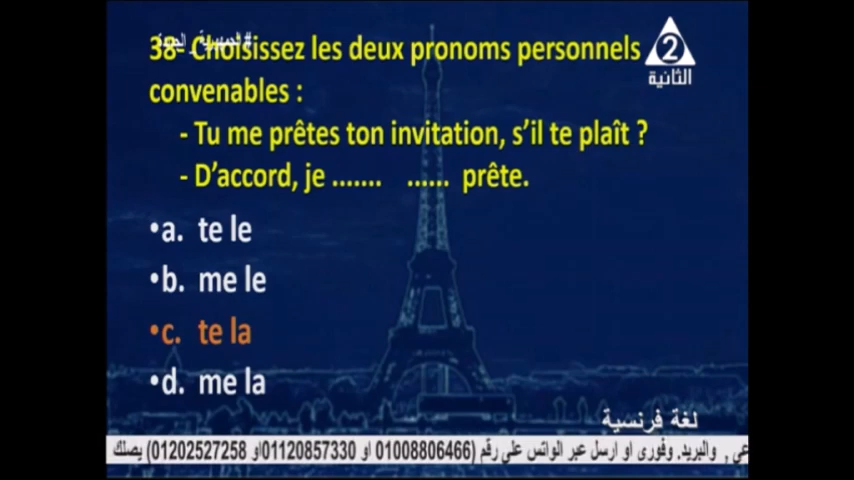 38- Choisissez les deux pronoms personnels
convenables :
- Tu me prêtes ton invitation, s'il te plaît ?
- D'accord, je ....... ...... prête.
•a. te le
•b. me le
•c. te la
•d. me la
2
الثانية
لغة فرنسية
عى , والبريد. وفورى او ارسل عبر الواتس على رقم (01008806466 او 01120857330او 01202527258) يصلك